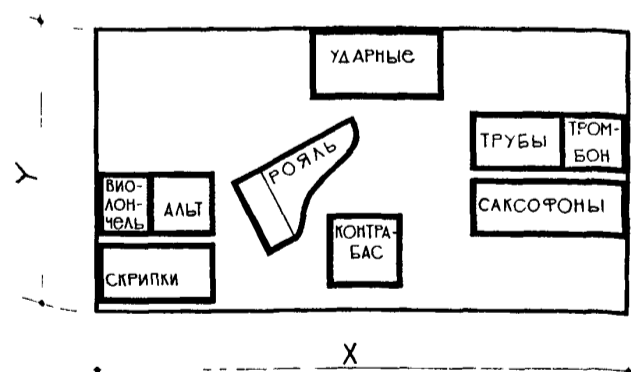 УДАРНЫЕ
ТРУБЫ
ТРОМ-
БОН
РОЯЛЬ
Y
ВИО-
ЛОН-
ЧЕЛЬ
АЛЬТ
САКСОФОНЫ
КОНТРА-
БАС
СКРИПКИ
X